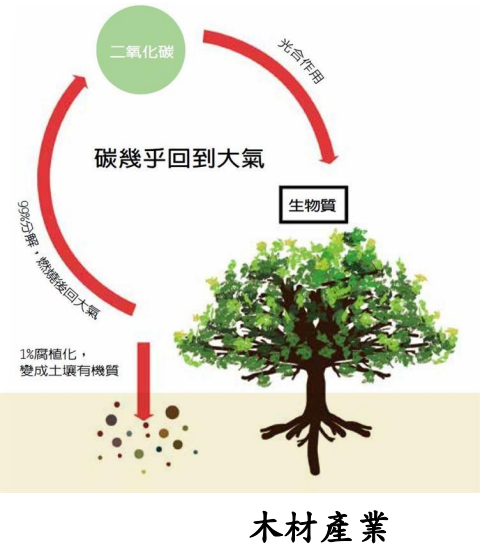 二氧化碳
光合作用
碳幾乎回到大氣
生物質
99%分解，燃燒後回大氣
1%腐植化，
變成土壤有機質
木材產業